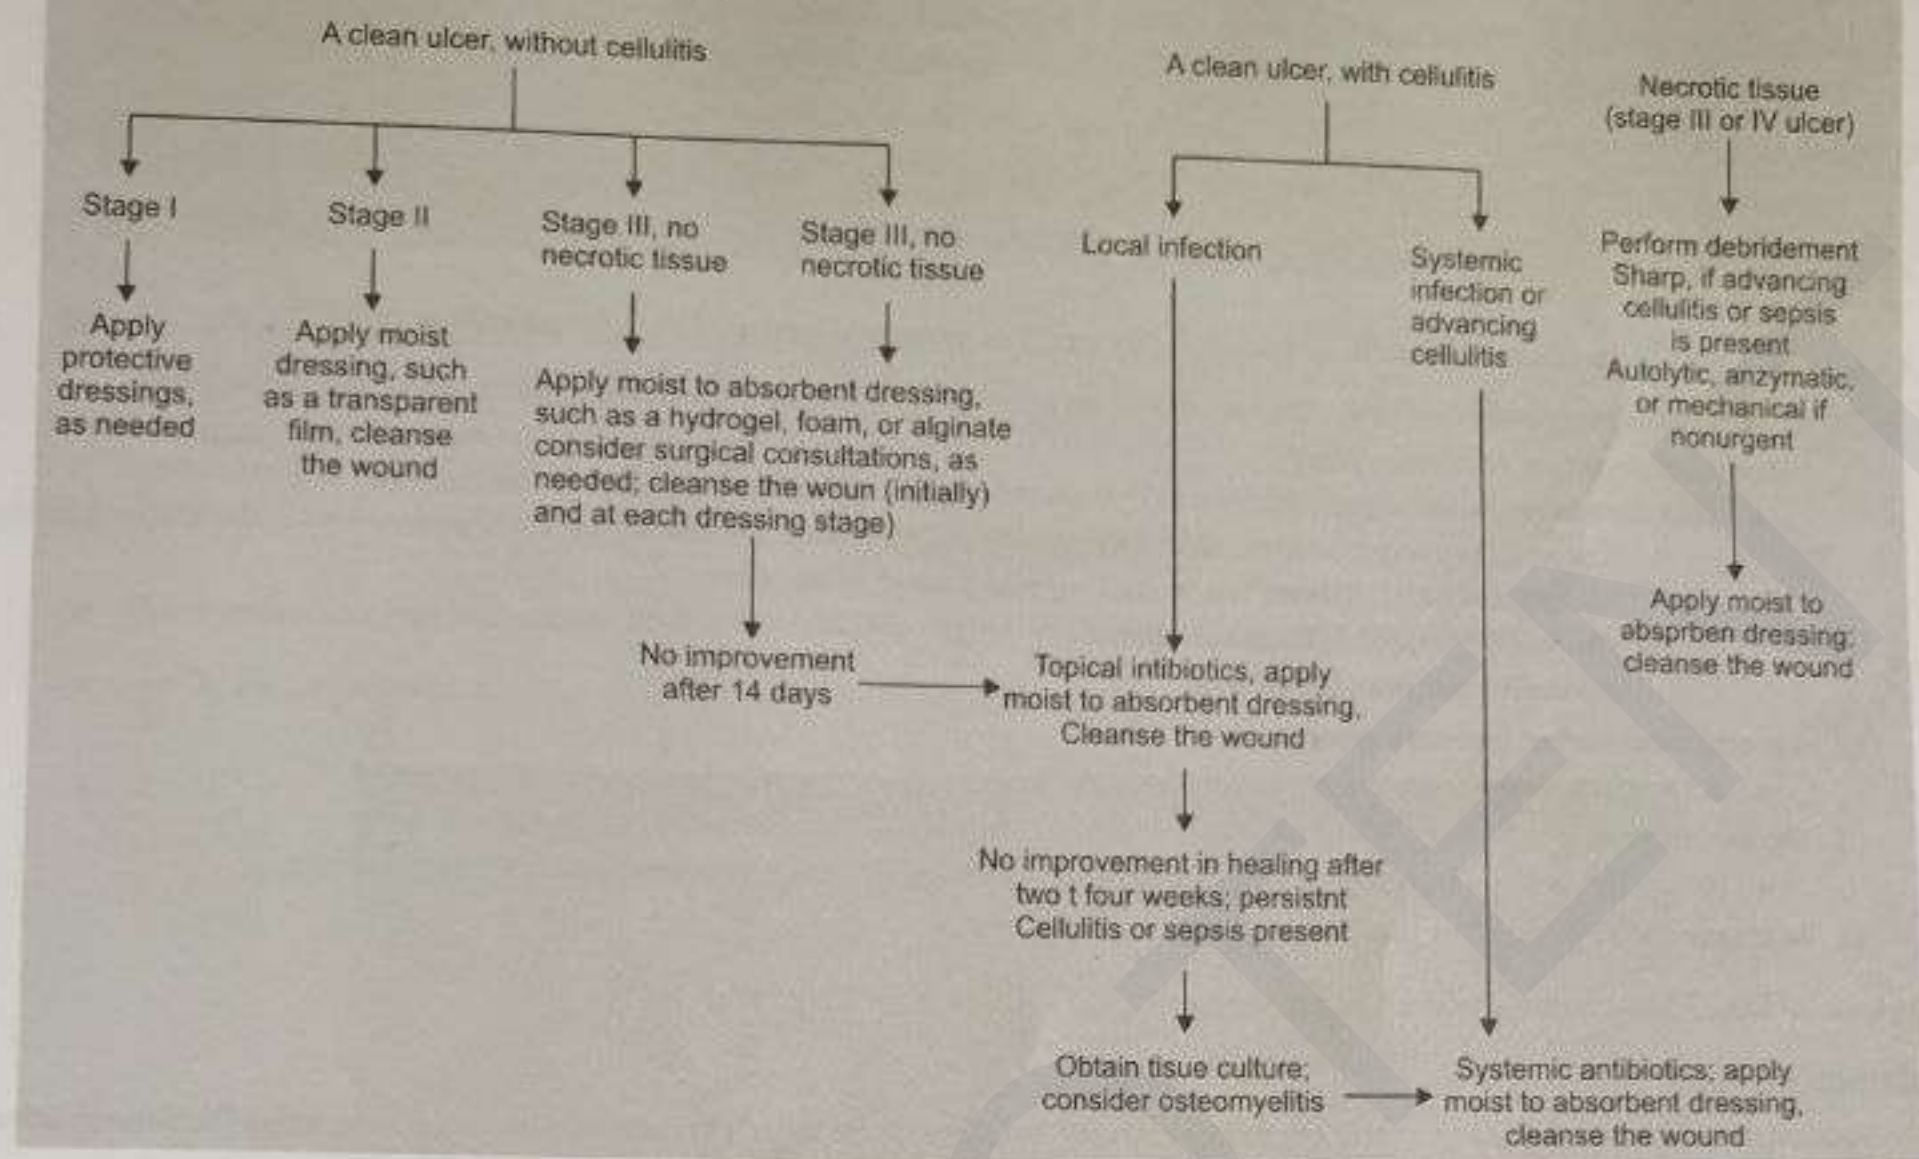 A clean ulcer, without cellulitis
Stage I
Apply
protective
dressings,
as needed
Stage II
Apply moist
dressing, such
as a transparent
film, cleanse
the wound
Stage III, no
necrotic tissue
Stage III, no
necrotic tissue
Apply moist to absorbent dressing,
such as a hydrogel, foam, or alginate
consider surgical consultations, as
needed; cleanse the woun (initially)
and at each dressing stage)
No improvement
after 14 days
A clean ulcer, with cellulitis
Local infection
Topical intibiotics, apply
moist to absorbent dressing,
Cleanse the wound
No improvement in healing after
two t four weeks; persistnt
Cellulitis or sepsis present
Obtain tissue culture;
consider osteomyelitis
Systemic
infection or
advancing
cellulitis
Systemic antibiotics; apply
moist to absorbent dressing,
cleanse the wound
Necrotic tissue
(stage III or IV ulcer)
Perform debridement
Sharp, if advancing
cellulitis or sepsis
is present
Autolytic, anzymatic,
or mechanical if
nonurgent
Apply moist to
absprben dressing;
cleanse the wound